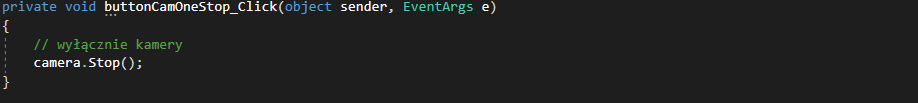 private void buttonCamOneStop_Click(object sender, EventArgs e)
{
// wyłącznie kamery
camera.Stop();
}